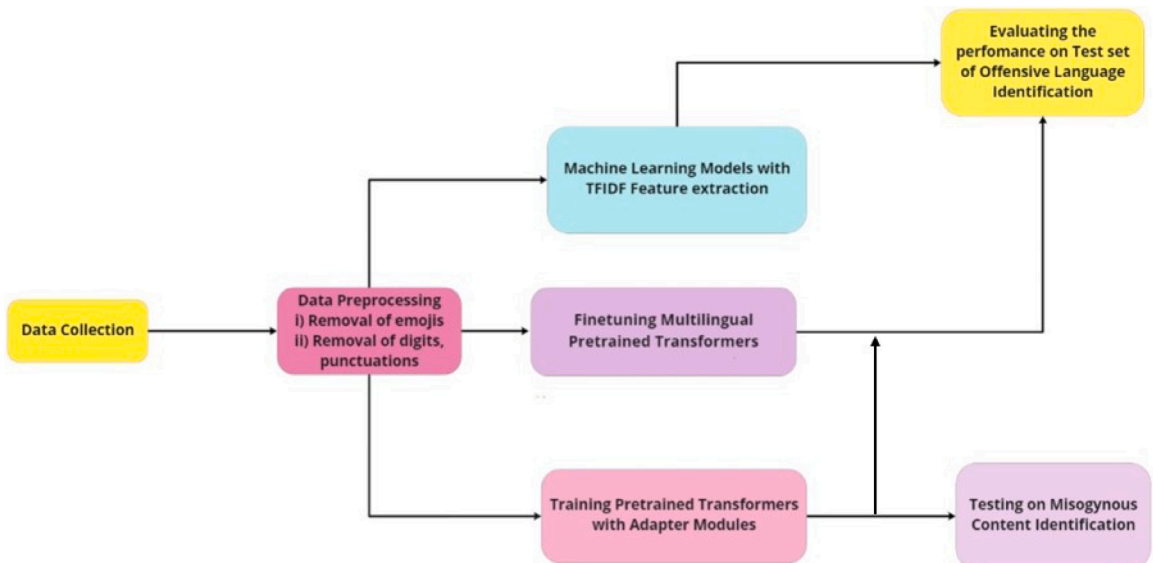 Evaluating the
perfomance on Test set
of Offensive Language
Identification
Machine Learning Models with
TFIDF Feature extraction
Data Collection
Data Preprocessing
i) Removal of emojis
ii) Removal of digits,
punctuations
Finetuning Multilingual
Pretrained Transformers
Training Pretrained Transformers
with Adapter Modules
Testing on Misogynous
Content Identification